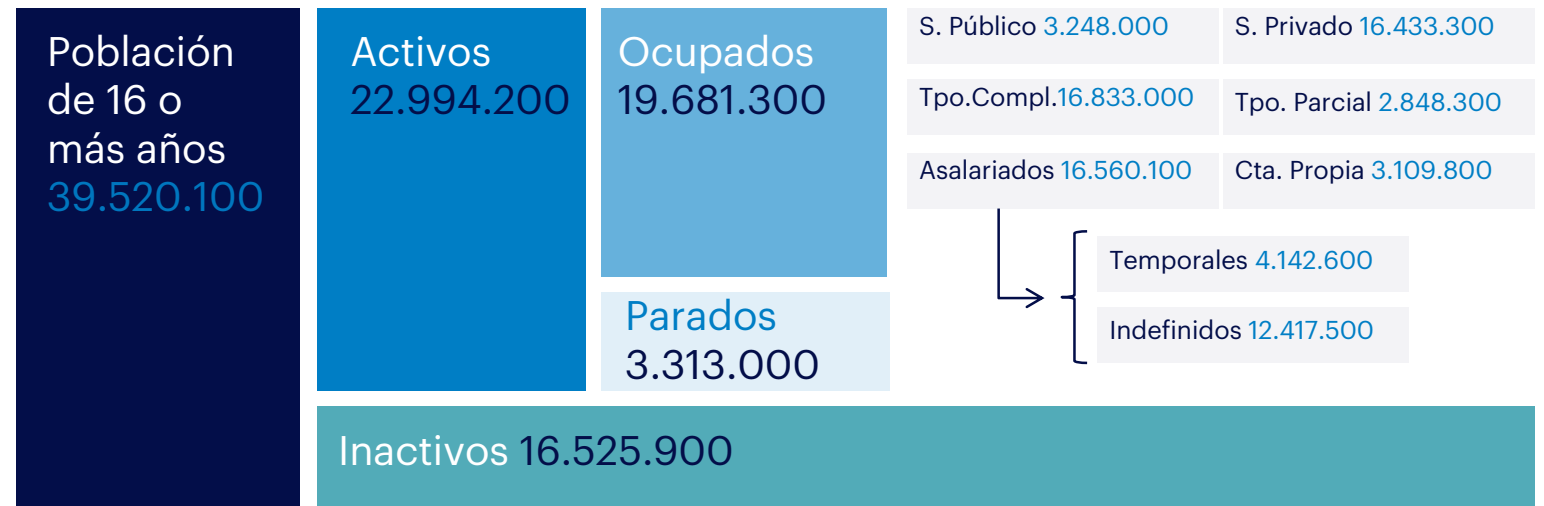 Población
de 16 o
más años
39.520.100
Activos
22.994.200
Ocupados
19.681.300
Parados
3.313.000
S. Público 3.248.000
S. Privado 16.433.300
Tpo.Compl.16.833.000
Tpo. Parcial 2.848.300
Asalariados 16.560.100
Cta. Propia 3.109.800
Temporales 4.142.600
Indefinidos 12.417.500
Inactivos 16.525.900